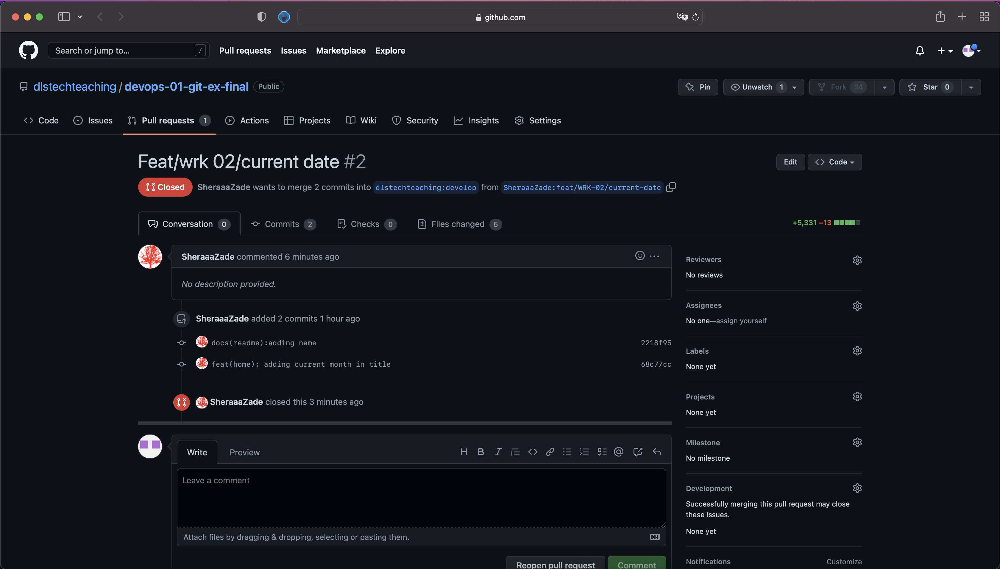 github.com
Search or jump to... / Pull requests Issues Marketplace Explore
dlstechteaching / devops-01-git-ex-final Public Pin Unwatch 1 Fork 34 Star 0
Code Issues Pull requests 1 Actions Projects Wiki Security Insights Settings
Feat/wrk 02/current date #2 Edit Code
Closed SheraaaZade wants to merge 2 commits into dlstechteaching:develop from SheraaaZade:feat/WRK-02/current-date
Conversation 0 Commits 2 Checks 0 Files changed 5 +5,331 −13
SheraaaZade commented 6 minutes ago
No description provided.
SheraaaZade added 2 commits 1 hour ago
docs(readme):adding name 2218f95
feat(home): adding current month in title 68c77cc
SheraaaZade closed this 3 minutes ago
Write Preview
Leave a comment
Attach files by dragging & dropping, selecting or pasting them.
Reopen pull request Comment
Reviewers
No reviews
Assignees
No one—assign yourself
Labels
None yet
Projects
None yet
Milestone
No milestone
Development
Successfully merging this pull request may close
these issues.
None yet
Notifications Customize